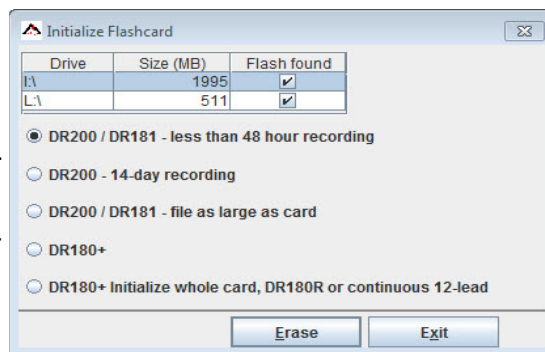 Initialize Flashcard
Drive Size (MB) Flash found
I:\ 1995
L:\ 511
DR200 / DR181 - less than 48 hour recording
DR200 - 14-day recording
DR200 / DR181 - file as large as card
DR180+
DR180+ Initialize whole card, DR180R or continuous 12-lead
Erase Exit